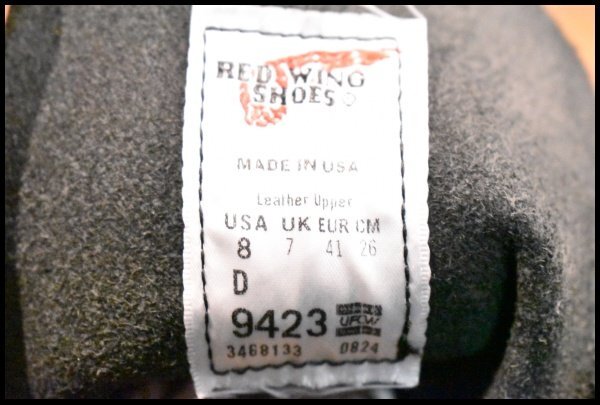 RED WING
SHOES
MADE IN USA
Leather Upper
USA UK EUR CM
8 7 41 26
D
9423 UFCW
3468133 0824